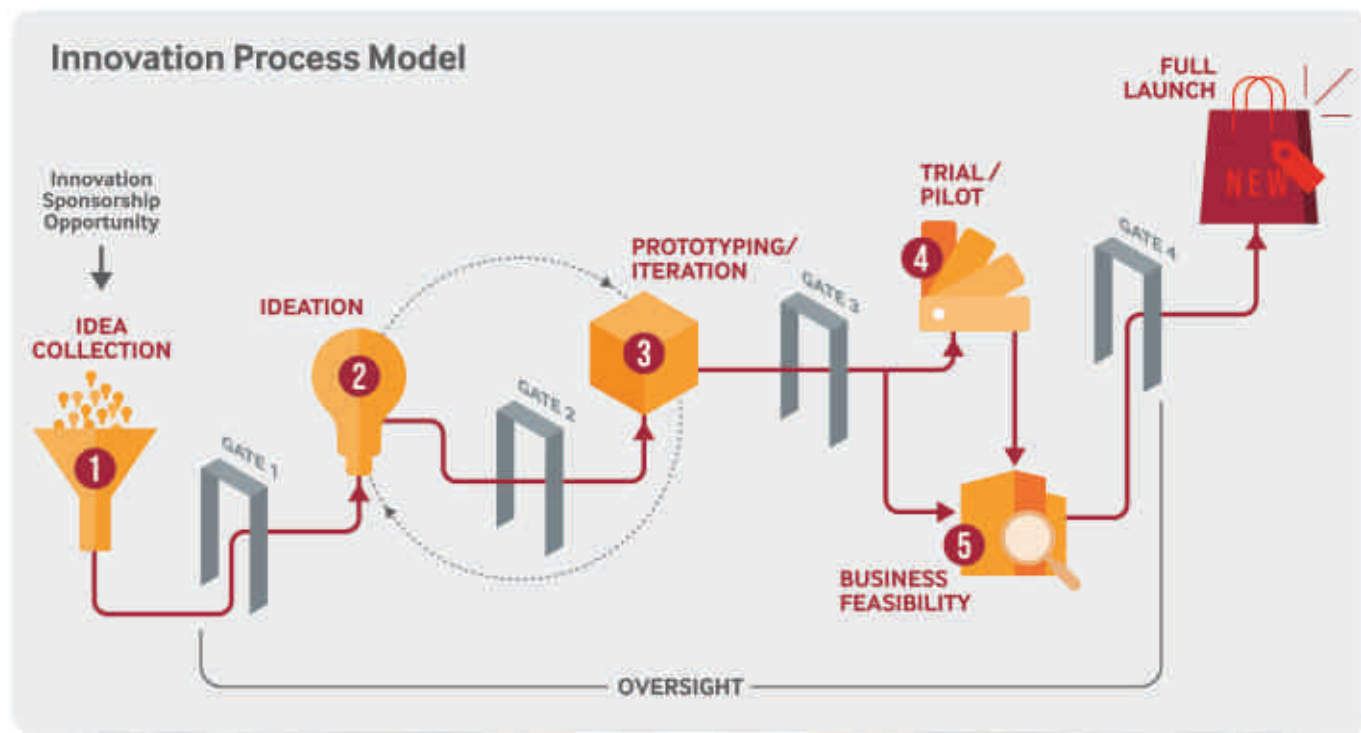 Innovation Process Model
Innovation
Sponsorship
Opportunity
IDEA
COLLECTION
1
GATE 1
IDEATION
2
GATE 2
PROTOTYPING/
ITERATION
3
GATE 3
TRIAL /
PILOT
4
BUSINESS
FEASIBILITY
5
GATE 4
FULL
LAUNCH
NEW
OVERSIGHT